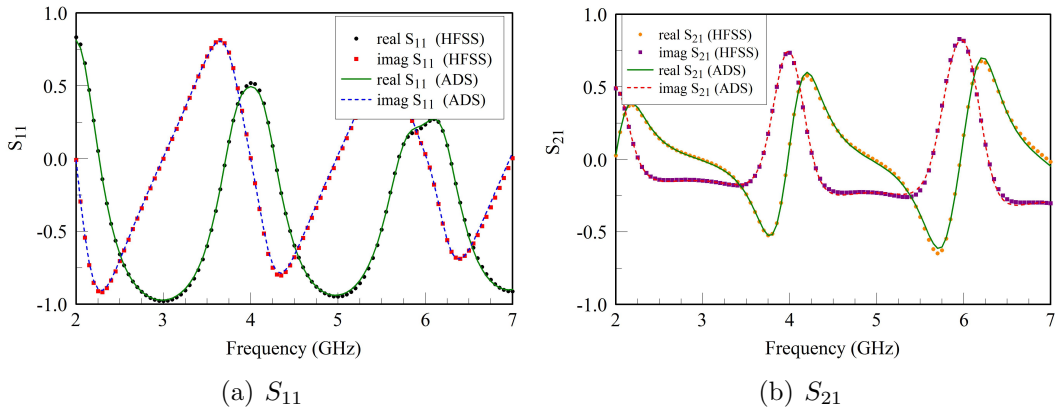 1.0
0.5
0.0
-0.5
-1.0
S11
real S11 (HFSS)
imag S11 (HFSS)
real S11 (ADS)
imag S11 (ADS)
2 3 4 5 6 7
Frequency (GHz)
(a) S11
1.0
0.5
0.0
-0.5
-1.0
S21
real S21 (HFSS)
imag S21 (HFSS)
real S21 (ADS)
imag S21 (ADS)
2 3 4 5 6 7
Frequency (GHz)
(b) S21